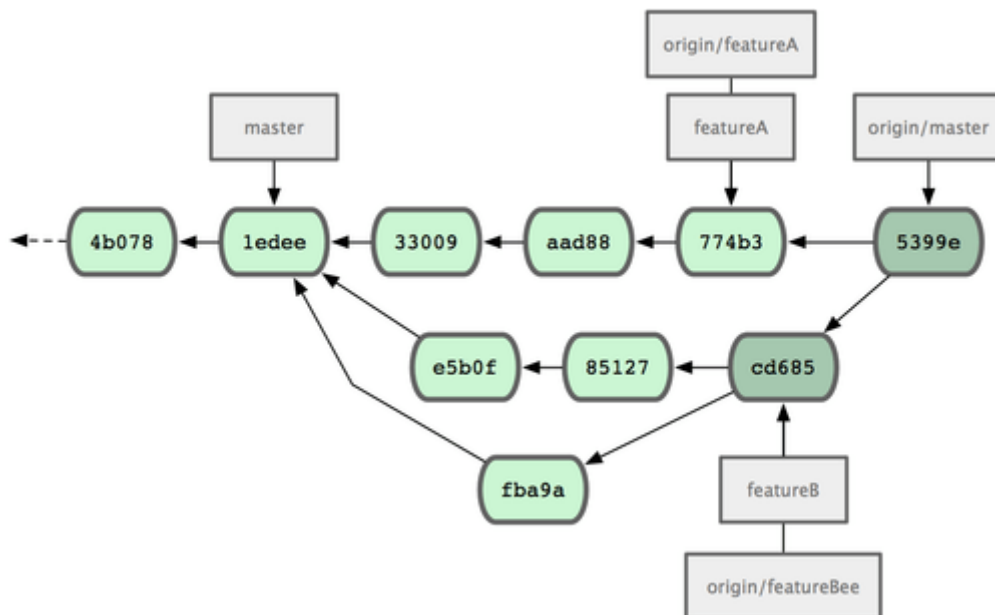 origin/featureA
master
featureA
origin/master
4b078
1edee
33009
aad88
774b3
5399e
e5b0f
85127
cd685
fba9a
featureB
origin/featureBee